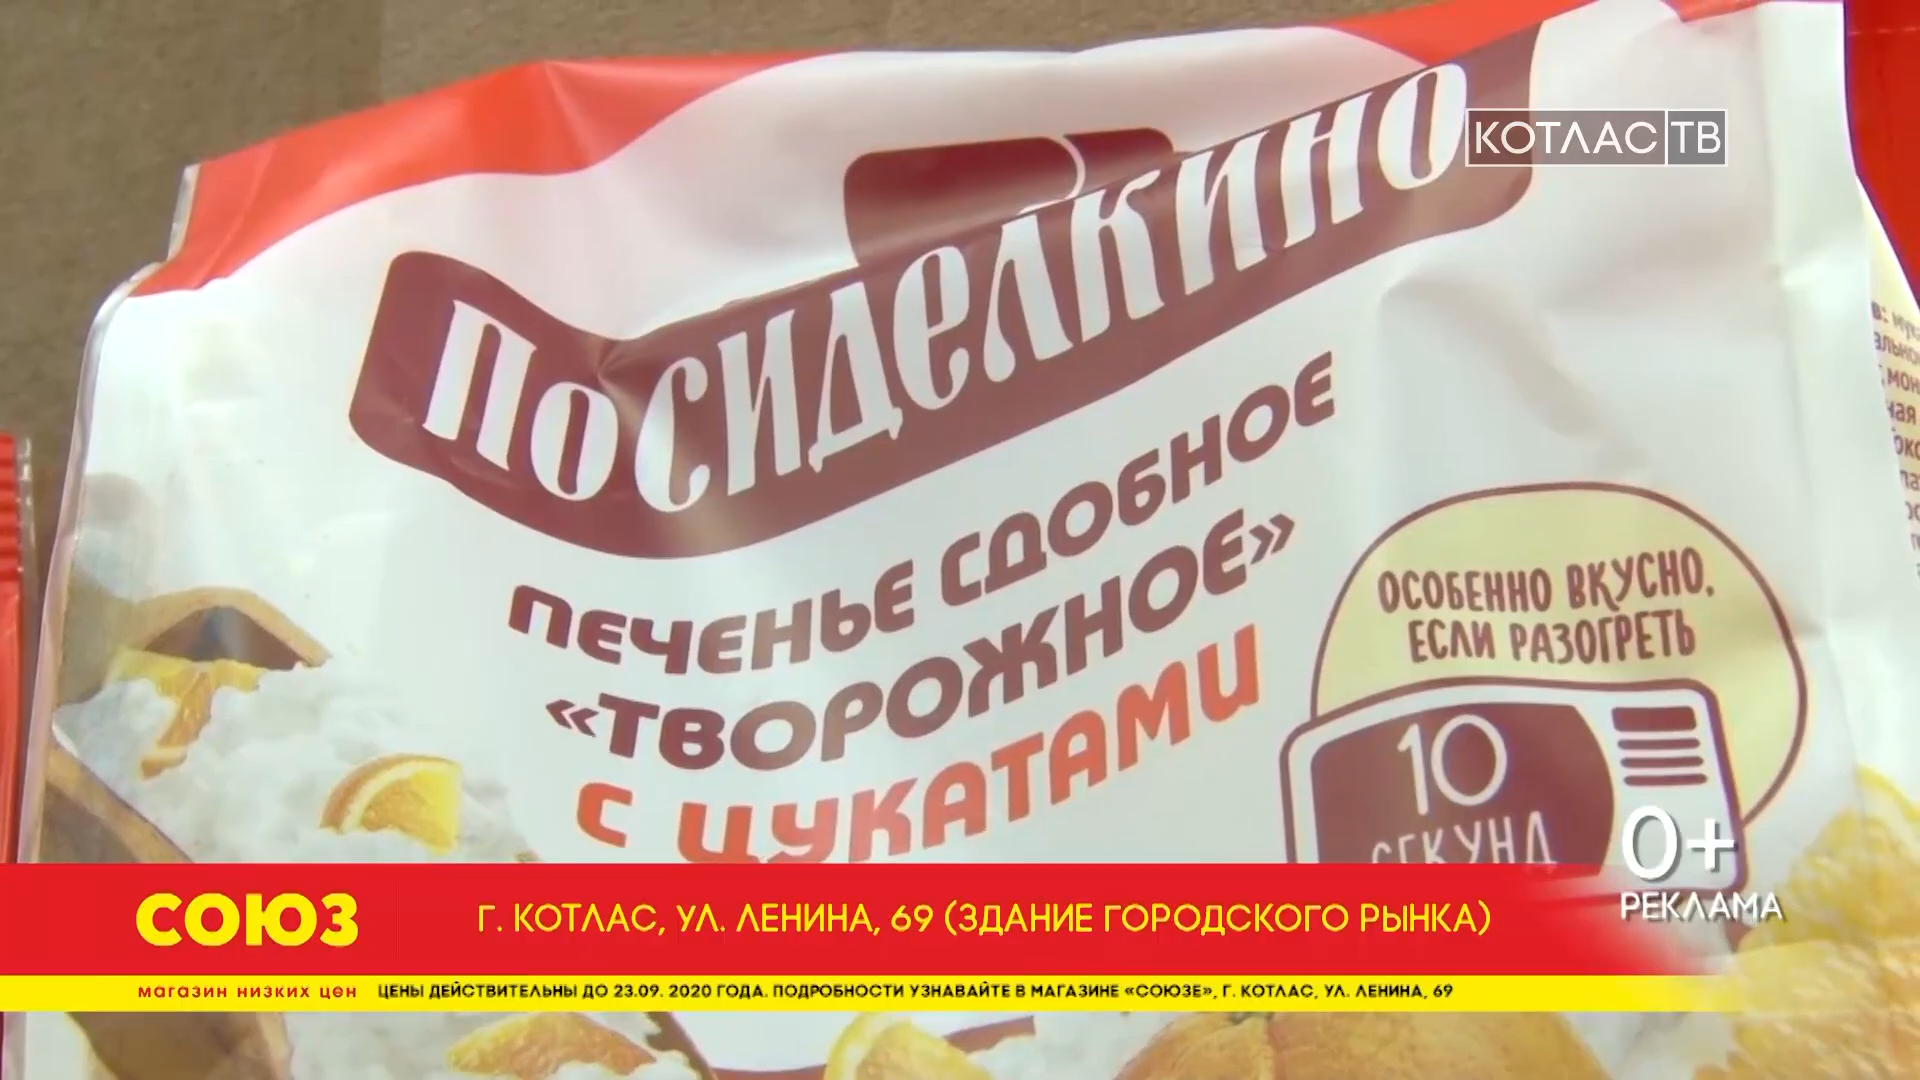 КОТЛАС ТВ
ПОСИДЕЛКИНО
ПЕЧЕНЬЕ СДОБНОЕ
«ТВОРОЖНОЕ»
С ЦУКАТАМИ
ОСОБЕННО ВКУСНО,
ЕСЛИ РАЗОГРЕТЬ
10
СЕКУНД
0+
РЕКЛАМА
СОЮЗ
Г. КОТЛАС, УЛ. ЛЕНИНА, 69 (ЗДАНИЕ ГОРОДСКОГО РЫНКА)
магазин низких цен
ЦЕНЫ ДЕЙСТВИТЕЛЬНЫ ДО 23.09. 2020 ГОДА. ПОДРОБНОСТИ УЗНАВАЙТЕ В МАГАЗИНЕ «СОЮЗЕ», Г. КОТЛАС, УЛ. ЛЕНИНА, 69